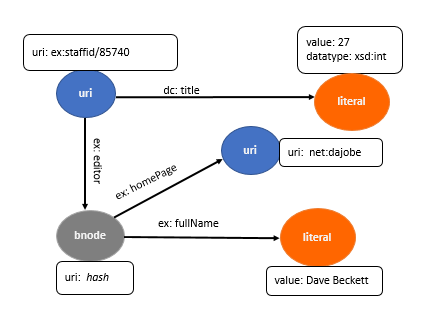 value: 27
datatype: xsd:int
uri: ex:staffid/85740
uri
dc: title
literal
ex: editor
uri
uri: net:dajobe
ex: homePage
bnode
ex: fullName
literal
uri: hash
value: Dave Beckett